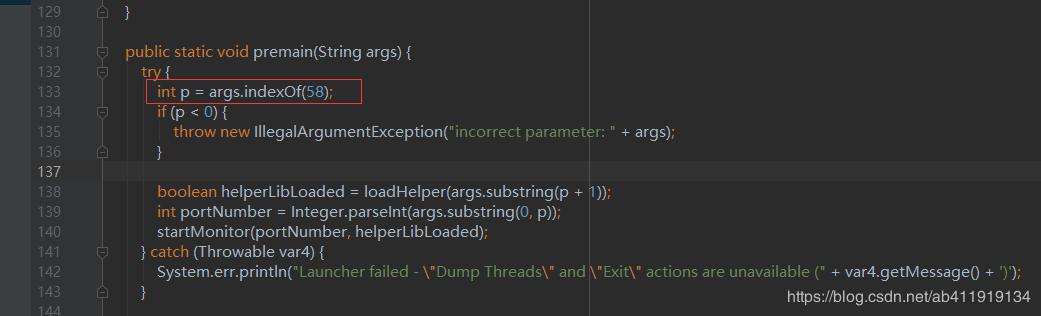 129 }
130
131 public static void premain(String args) {
132 try {
133 int p = args.indexOf(58);
134 if (p < 0) {
135 throw new IllegalArgumentException("incorrect parameter: " + args);
136 }
137
138 boolean helperLibLoaded = loadHelper(args.substring(p + 1));
139 int portNumber = Integer.parseInt(args.substring(0, p));
140 startMonitor(portNumber, helperLibLoaded);
141 } catch (Throwable var4) {
142 System.err.println("Launcher failed - \"Dump Threads\" and \"Exit\" actions are unavailable (" + var4.getMessage() + ')');
143 }
144
https://blog.csdn.net/ab411919134